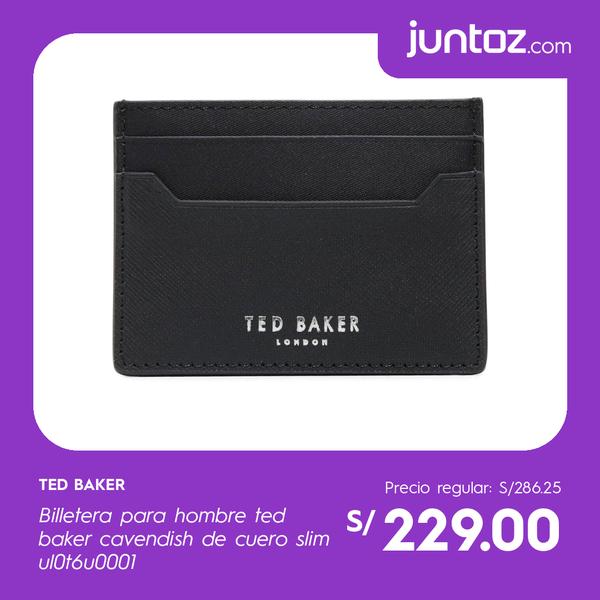 juntoz.com
TED BAKER
LONDON
TED BAKER
Billetera para hombre ted
baker cavendish de cuero slim
ul0t6u0001
Precio regular: S/286.25
S/229.00